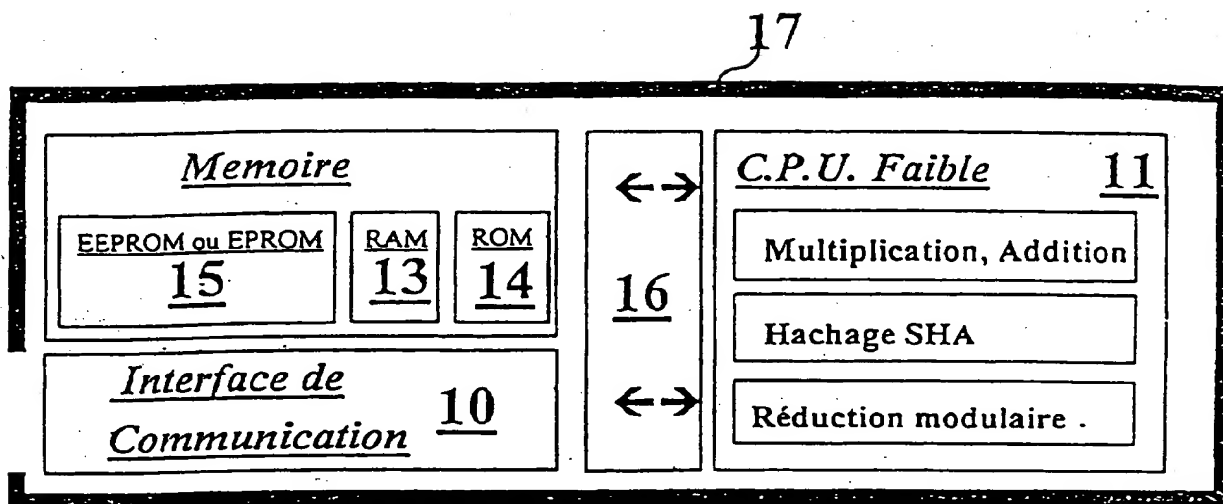 17
Memoire
EEPROM ou EPROM
15
RAM
13
ROM
14
Interface de
Communication
10
16
C.P.U. Faible
11
Multiplication, Addition
Hachage SHA
Réduction modulaire .